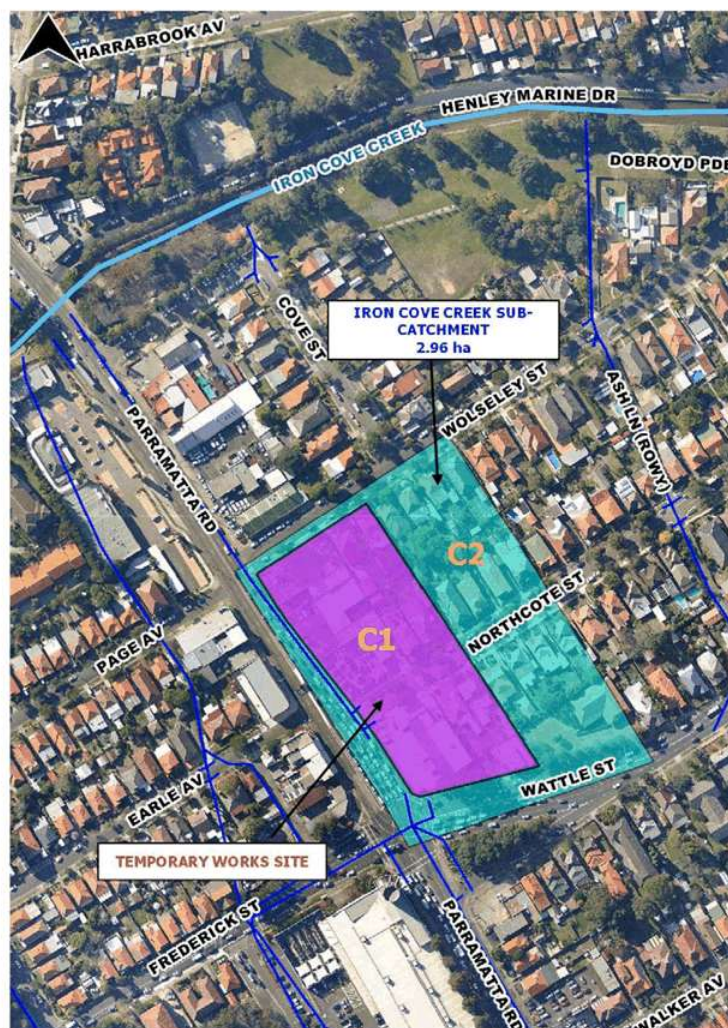 HARRABROOK AV
HENLEY MARINE DR
IRON COVE CREEK
DOBROYD PDE
COVE ST
IRON COVE CREEK SUB-
CATCHMENT
2.96 ha
WOLSELEY ST
ASH LN (ROWY)
PARRAMATTA RD
C2
NORTHCOTE ST
C1
PAGE AV
WATTLE ST
EARLE AV
TEMPORARY WORKS SITE
FREDERICK ST
PARRAMATTA RD
WALKER AV